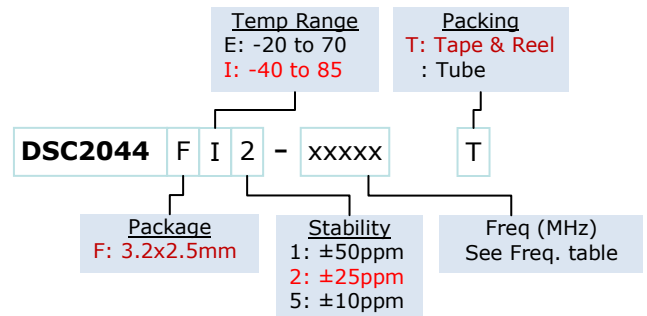 Temp Range
E: -20 to 70
I: -40 to 85
Packing
T: Tape & Reel
: Tube
DSC2044 F I 2 - xxxxx T
Package
F: 3.2x2.5mm
Stability
1: ±50ppm
2: ±25ppm
5: ±10ppm
Freq (MHz)
See Freq. table